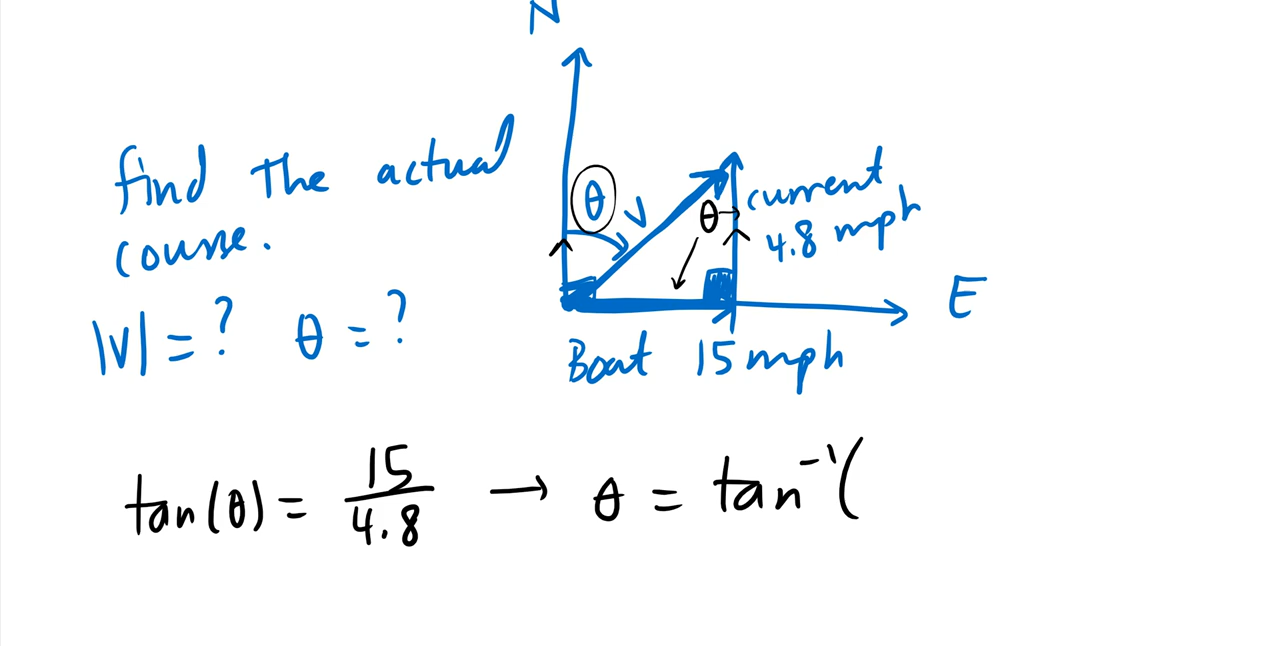 N
find the actual
course.
|v| = ? θ = ?
θ
v
θ
current
4.8 mph
E
Boat 15 mph
tan(θ) = 15/4.8 → θ = tan⁻¹(